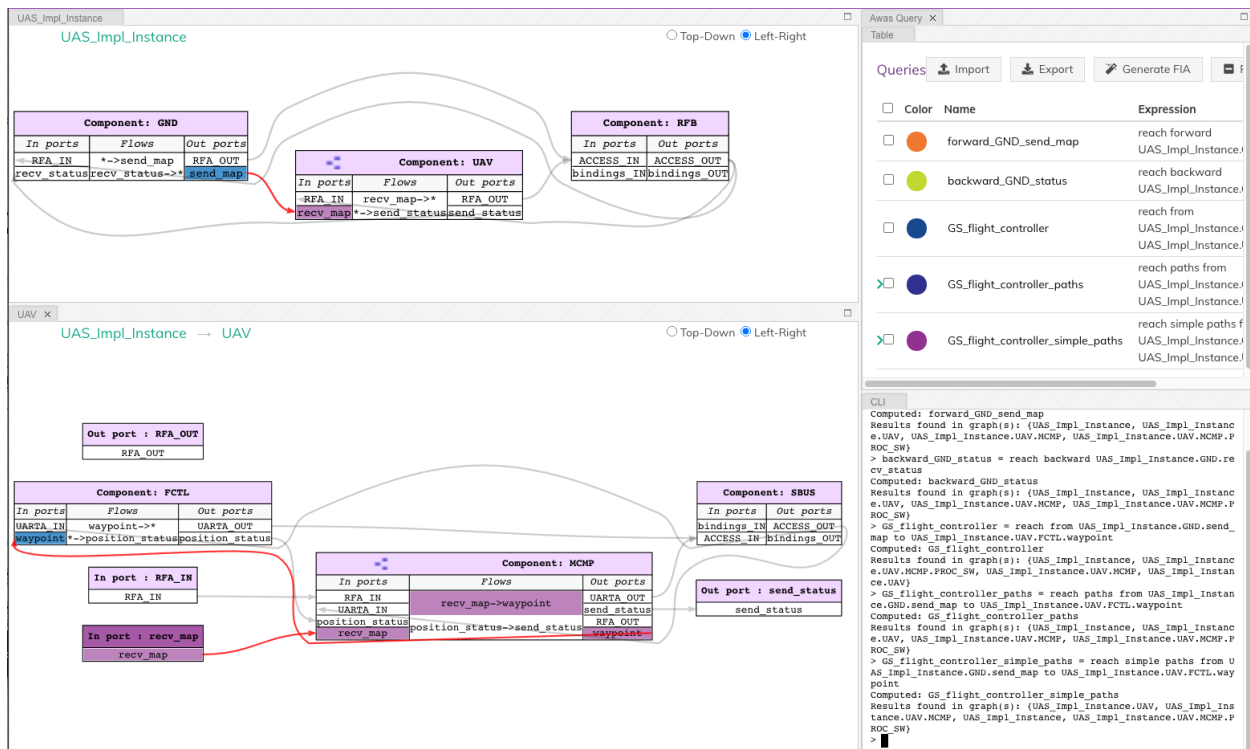 UAS_Impl_Instance
UAS_Impl_Instance
Top-Down Left-Right
Component: GND
In ports Flows Out ports
RFA_IN *->send_map RFA_OUT
recv_status recv_status->* send_map
Component: UAV
In ports Flows Out ports
RFA_IN recv_map->* RFA_OUT
recv_map *->send_status send_status
Component: RFB
In ports Out ports
ACCESS_IN ACCESS_OUT
bindings_IN bindings_OUT
UAV ×
UAS_Impl_Instance → UAV
Top-Down Left-Right
Out port : RFA_OUT
RFA_OUT
Component: FCTL
In ports Flows Out ports
UARTA_IN waypoint->* UARTA_OUT
waypoint *->position_status position_status
In port : RFA_IN
RFA_IN
In port : recv_map
recv_map
Component: MCMP
In ports Flows Out ports
RFA_IN recv_map->waypoint UARTA_OUT
UARTA_IN send_status
position_status position_status->send_status RFA_OUT
recv_map waypoint
Component: SBUS
In ports Out ports
bindings_IN ACCESS_OUT
ACCESS_IN bindings_OUT
Out port : send_status
send_status
Awas Query ×
Table
Queries Import Export Generate FIA
Color Name Expression
forward_GND_send_map reach forward
UAS_Impl_Instance.
backward_GND_status reach backward
UAS_Impl_Instance.
GS_flight_controller reach from
UAS_Impl_Instance.
UAS_Impl_Instance.
GS_flight_controller_paths reach paths from
UAS_Impl_Instance.
UAS_Impl_Instance.
GS_flight_controller_simple_paths reach simple paths f
UAS_Impl_Instance.
UAS_Impl_Instance.
CLI
Computed: forward_GND_send_map
Results found in graph(s): {UAS_Impl_Instance, UAS_Impl_Instanc
e.UAV, UAS_Impl_Instance.UAV.MCMP, UAS_Impl_Instance.UAV.MCMP.P
ROC_SW}
> backward_GND_status = reach backward UAS_Impl_Instance.GND.re
cv_status
Computed: backward_GND_status
Results found in graph(s): {UAS_Impl_Instance, UAS_Impl_Instanc
e.UAV, UAS_Impl_Instance.UAV.MCMP, UAS_Impl_Instance.UAV.MCMP.P
ROC_SW}
> GS_flight_controller = reach from UAS_Impl_Instance.GND.send_
map to UAS_Impl_Instance.UAV.FCTL.waypoint
Computed: GS_flight_controller
Results found in graph(s): {UAS_Impl_Instance, UAS_Impl_Instanc
e.UAV.MCMP.PROC_SW, UAS_Impl_Instance.UAV.MCMP, UAS_Impl_Instan
ce.UAV}
> GS_flight_controller_paths = reach paths from UAS_Impl_Instan
ce.GND.send_map to UAS_Impl_Instance.UAV.FCTL.waypoint
Computed: GS_flight_controller_paths
Results found in graph(s): {UAS_Impl_Instance, UAS_Impl_Instanc
e.UAV, UAS_Impl_Instance.UAV.MCMP, UAS_Impl_Instance.UAV.MCMP.P
ROC_SW}
> GS_flight_controller_simple_paths = reach simple paths from U
AS_Impl_Instance.GND.send_map to UAS_Impl_Instance.UAV.FCTL.way
point
Computed: GS_flight_controller_simple_paths
Results found in graph(s): {UAS_Impl_Instance.UAV, UAS_Impl_Ins
tance.UAV.MCMP, UAS_Impl_Instance, UAS_Impl_Instance.UAV.MCMP.P
ROC_SW}
>